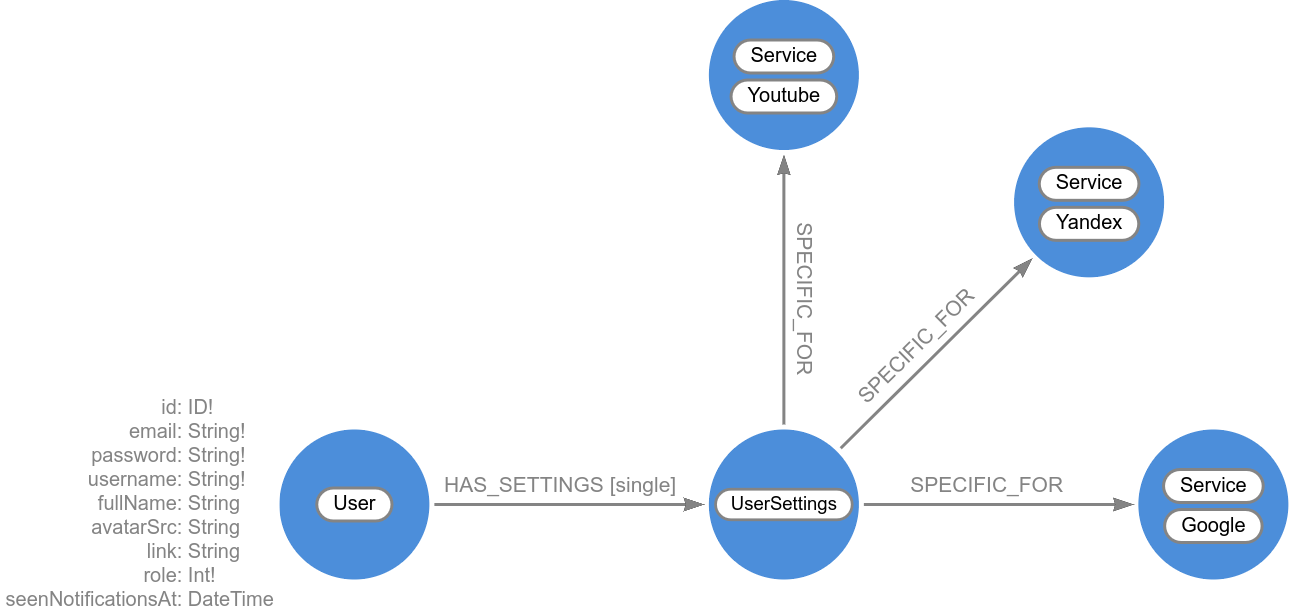 Service
Youtube
Service
Yandex
SPECIFIC_FOR
SPECIFIC_FOR
id: ID!
email: String!
password: String!
username: String!
fullName: String
avatarSrc: String
link: String
role: Int!
seenNotificationsAt: DateTime
User
HAS_SETTINGS [single]
UserSettings
SPECIFIC_FOR
Service
Google